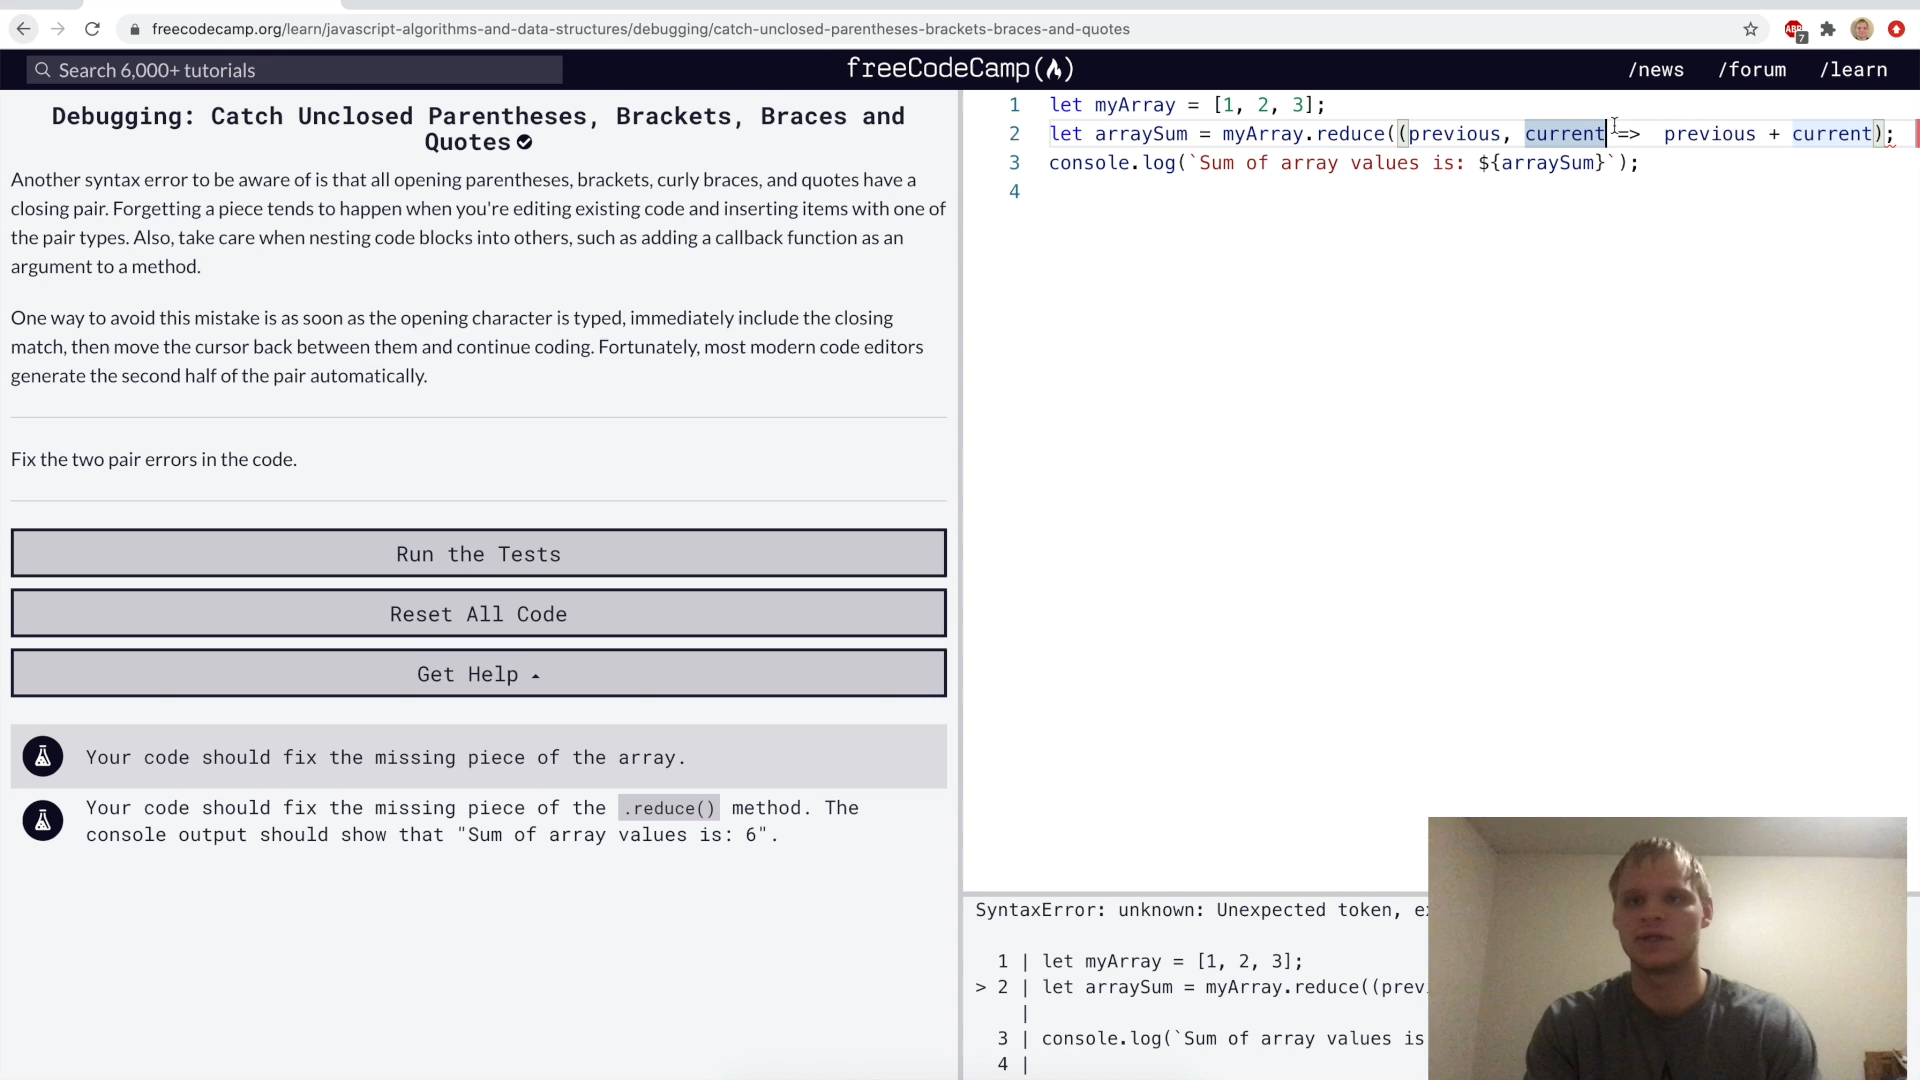 freecodecamp.org/learn/javascript-algorithms-and-data-structures/debugging/catch-unclosed-parentheses-brackets-braces-and-quotes
ABP
7
Search 6,000+ tutorials
freeCodeCamp
/news
/forum
/learn
Debugging: Catch Unclosed Parentheses, Brackets, Braces and
Quotes
Another syntax error to be aware of is that all opening parentheses, brackets, curly braces, and quotes have a
closing pair. Forgetting a piece tends to happen when you're editing existing code and inserting items with one of
the pair types. Also, take care when nesting code blocks into others, such as adding a callback function as an
argument to a method.
One way to avoid this mistake is as soon as the opening character is typed, immediately include the closing
match, then move the cursor back between them and continue coding. Fortunately, most modern code editors
generate the second half of the pair automatically.
Fix the two pair errors in the code.
Run the Tests
Reset All Code
Get Help
Your code should fix the missing piece of the array.
Your code should fix the missing piece of the .reduce() method. The
console output should show that "Sum of array values is: 6".
1 let myArray = [1, 2, 3];
2 let arraySum = myArray.reduce((previous, current =>  previous + current);
3 console.log(`Sum of array values is: ${arraySum}`);
4
SyntaxError: unknown: Unexpected token,
1 | let myArray = [1, 2, 3];
> 2 | let arraySum = myArray.reduce((prev
|
3 | console.log(`Sum of array values is
4 |